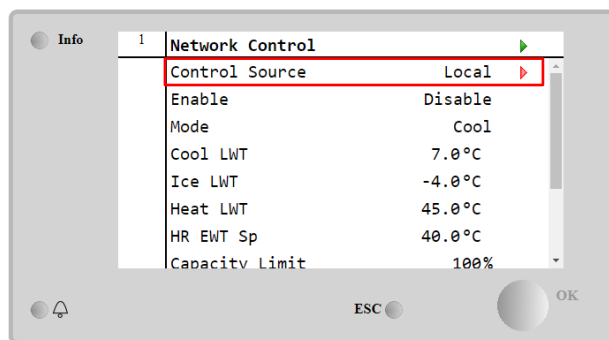 Info
1 Network Control
Control Source Local
Enable Disable
Mode Cool
Cool LWT 7.0°C
Ice LWT -4.0°C
Heat LWT 45.0°C
HR EWT Sp 40.0°C
Capacity Limit 100%
ESC OK